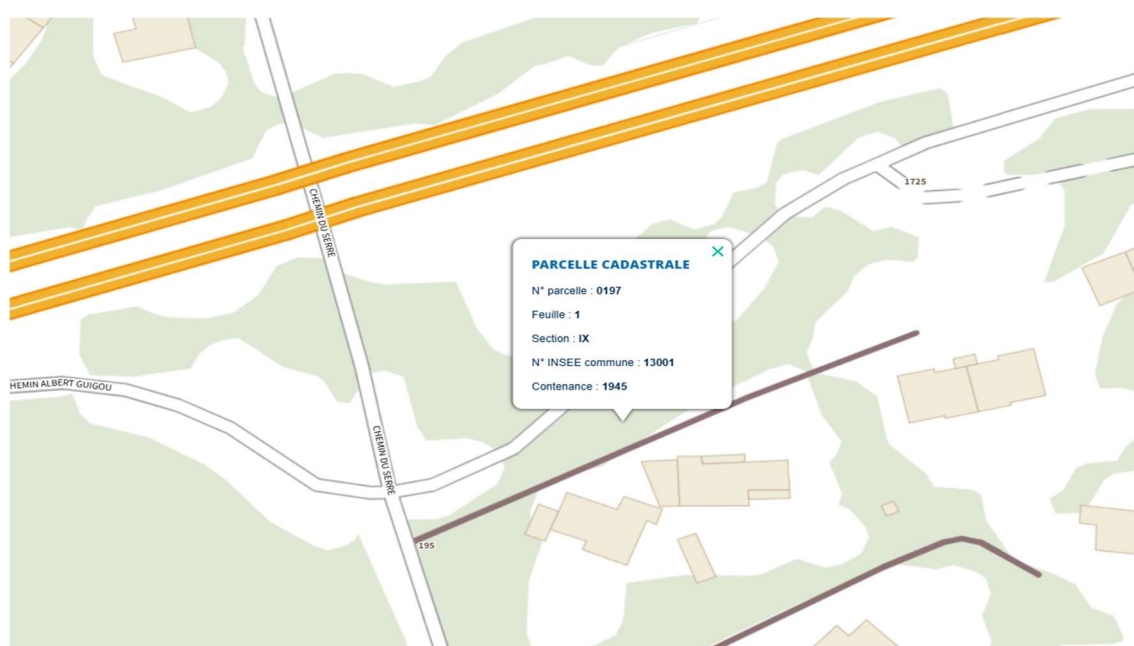 1725
CHEMIN DU SERRE
PARCELLE CADASTRALE
N° parcelle : 0197
Feuille : 1
Section : IX
N° INSEE commune : 13001
Contenance : 1945
HEMIN ALBERT GUIGOU
CHEMIN DU SERRE
195